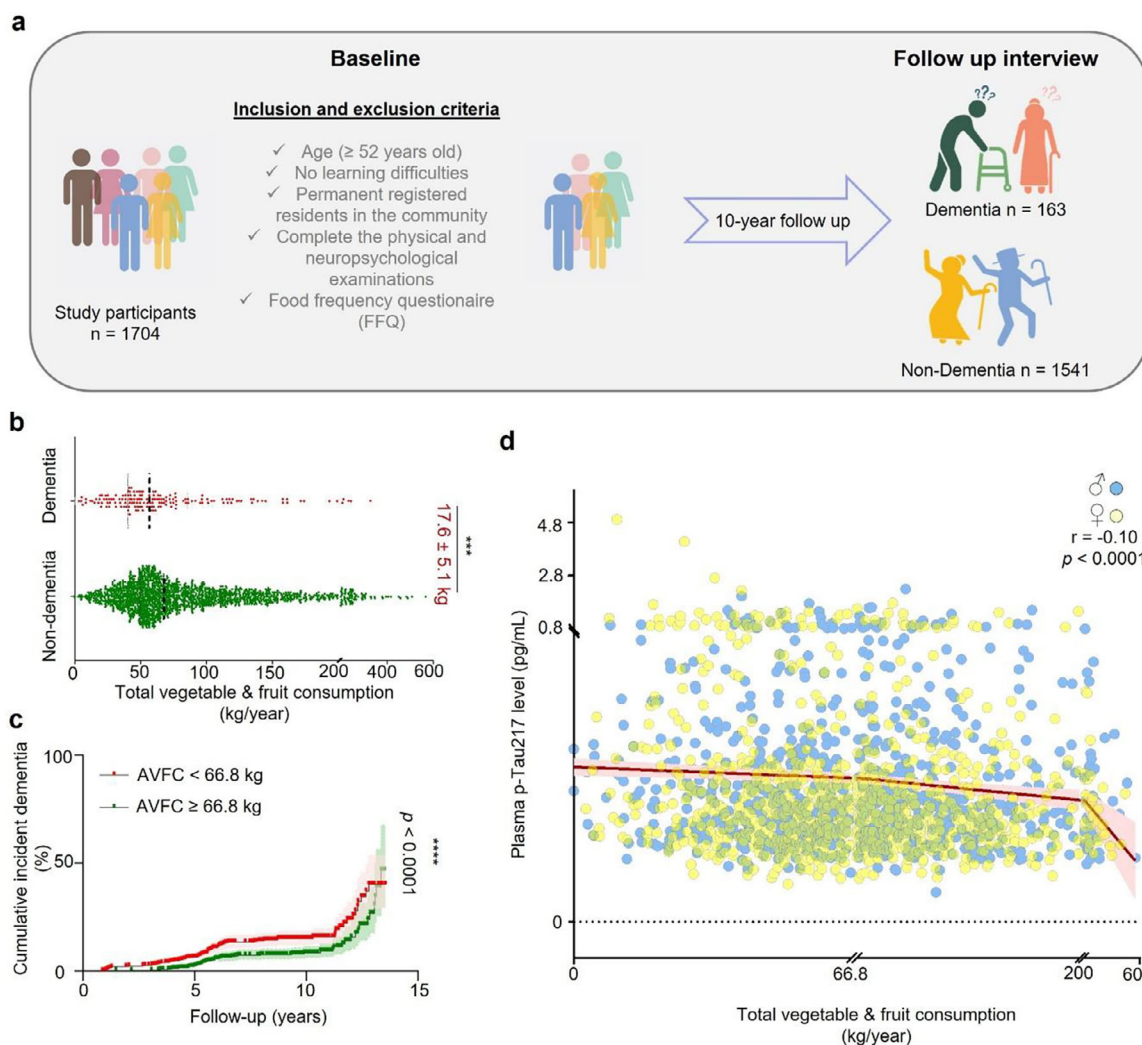 a
Baseline
Follow up interview
Inclusion and exclusion criteria
✓ Age (≥ 52 years old)
✓ No learning difficulties
✓ Permanent registered
residents in the community
✓ Complete the physical and
neuropsychological
examinations
✓ Food frequency questionaire
(FFQ)
Study participants
n = 1704
10-year follow up
???
???
Dementia n = 163
Non-Dementia n = 1541
b
Dementia
Non-dementia
***
17.6 ± 5.1 kg
0 50 100 200 400 600
Total vegetable & fruit consumption
(kg/year)
c
Cumulative incident dementia
(%)
100
50
0
AVFC < 66.8 kg
AVFC ≥ 66.8 kg
****
p < 0.0001
0 5 10 15
Follow-up (years)
d
♂
♀
r = -0.10
p < 0.0001
Plasma p-Tau217 level (pg/mL)
4.8
2.8
0.8
0
0 66.8 200 60
Total vegetable & fruit consumption
(kg/year)